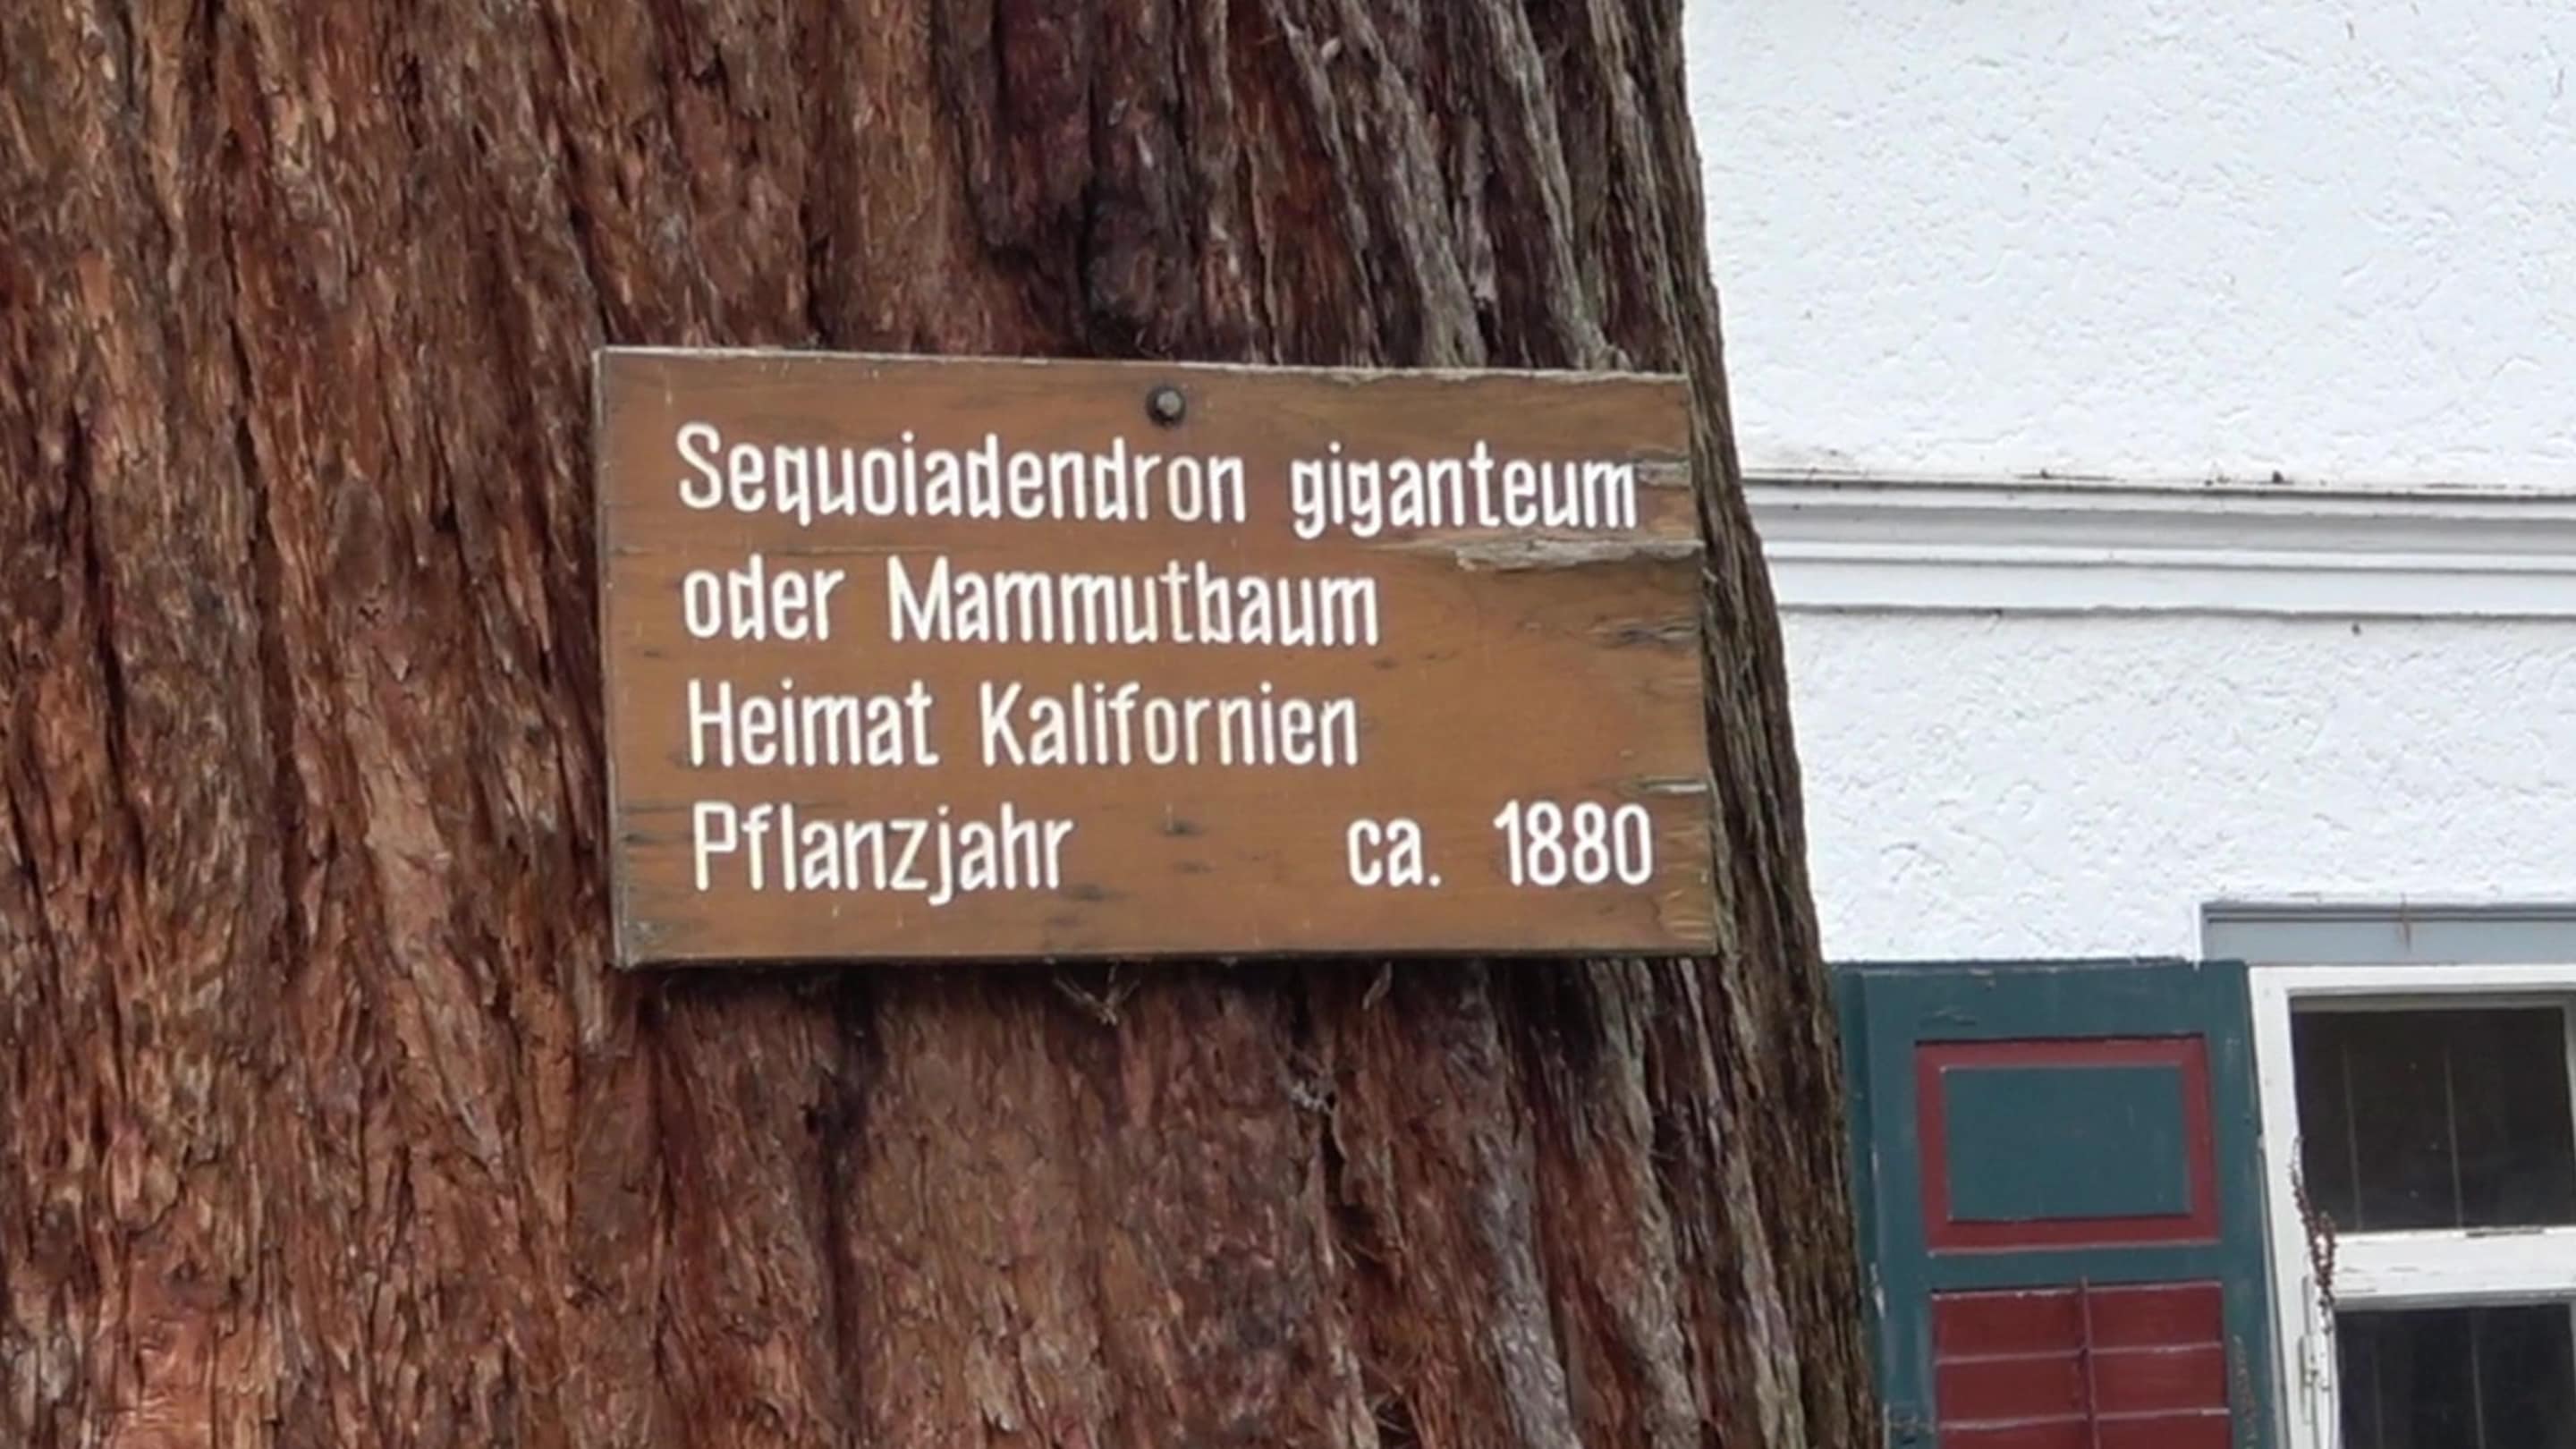 Sequoiadendron giganteum
oder Mammutbaum
Heimat Kalifornien
Pflanzjahr ca. 1880